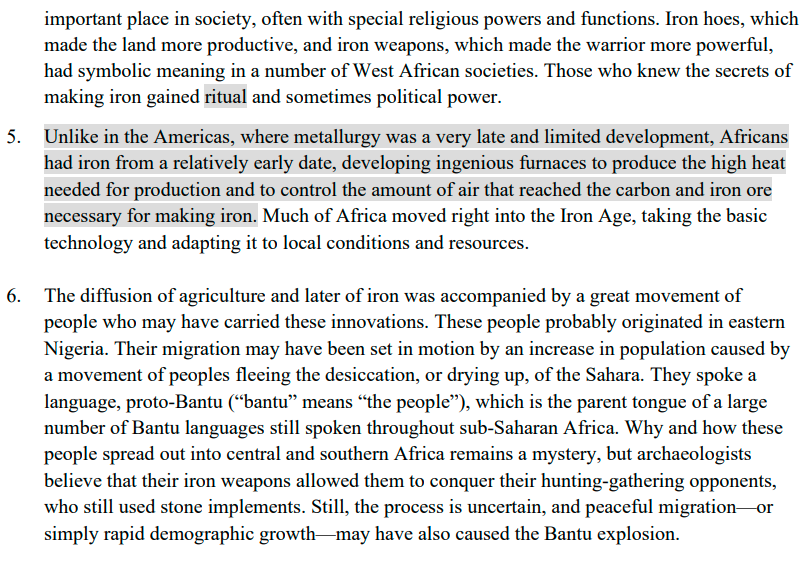 important place in society, often with special religious powers and functions. Iron hoes, which
made the land more productive, and iron weapons, which made the warrior more powerful,
had symbolic meaning in a number of West African societies. Those who knew the secrets of
making iron gained ritual and sometimes political power.
5. Unlike in the Americas, where metallurgy was a very late and limited development, Africans
had iron from a relatively early date, developing ingenious furnaces to produce the high heat
needed for production and to control the amount of air that reached the carbon and iron ore
necessary for making iron. Much of Africa moved right into the Iron Age, taking the basic
technology and adapting it to local conditions and resources.
6. The diffusion of agriculture and later of iron was accompanied by a great movement of
people who may have carried these innovations. These people probably originated in eastern
Nigeria. Their migration may have been set in motion by an increase in population caused by
a movement of peoples fleeing the desiccation, or drying up, of the Sahara. They spoke a
language, proto-Bantu (“bantu” means “the people”), which is the parent tongue of a large
number of Bantu languages still spoken throughout sub-Saharan Africa. Why and how these
people spread out into central and southern Africa remains a mystery, but archaeologists
believe that their iron weapons allowed them to conquer their hunting-gathering opponents,
who still used stone implements. Still, the process is uncertain, and peaceful migration—or
simply rapid demographic growth—may have also caused the Bantu explosion.